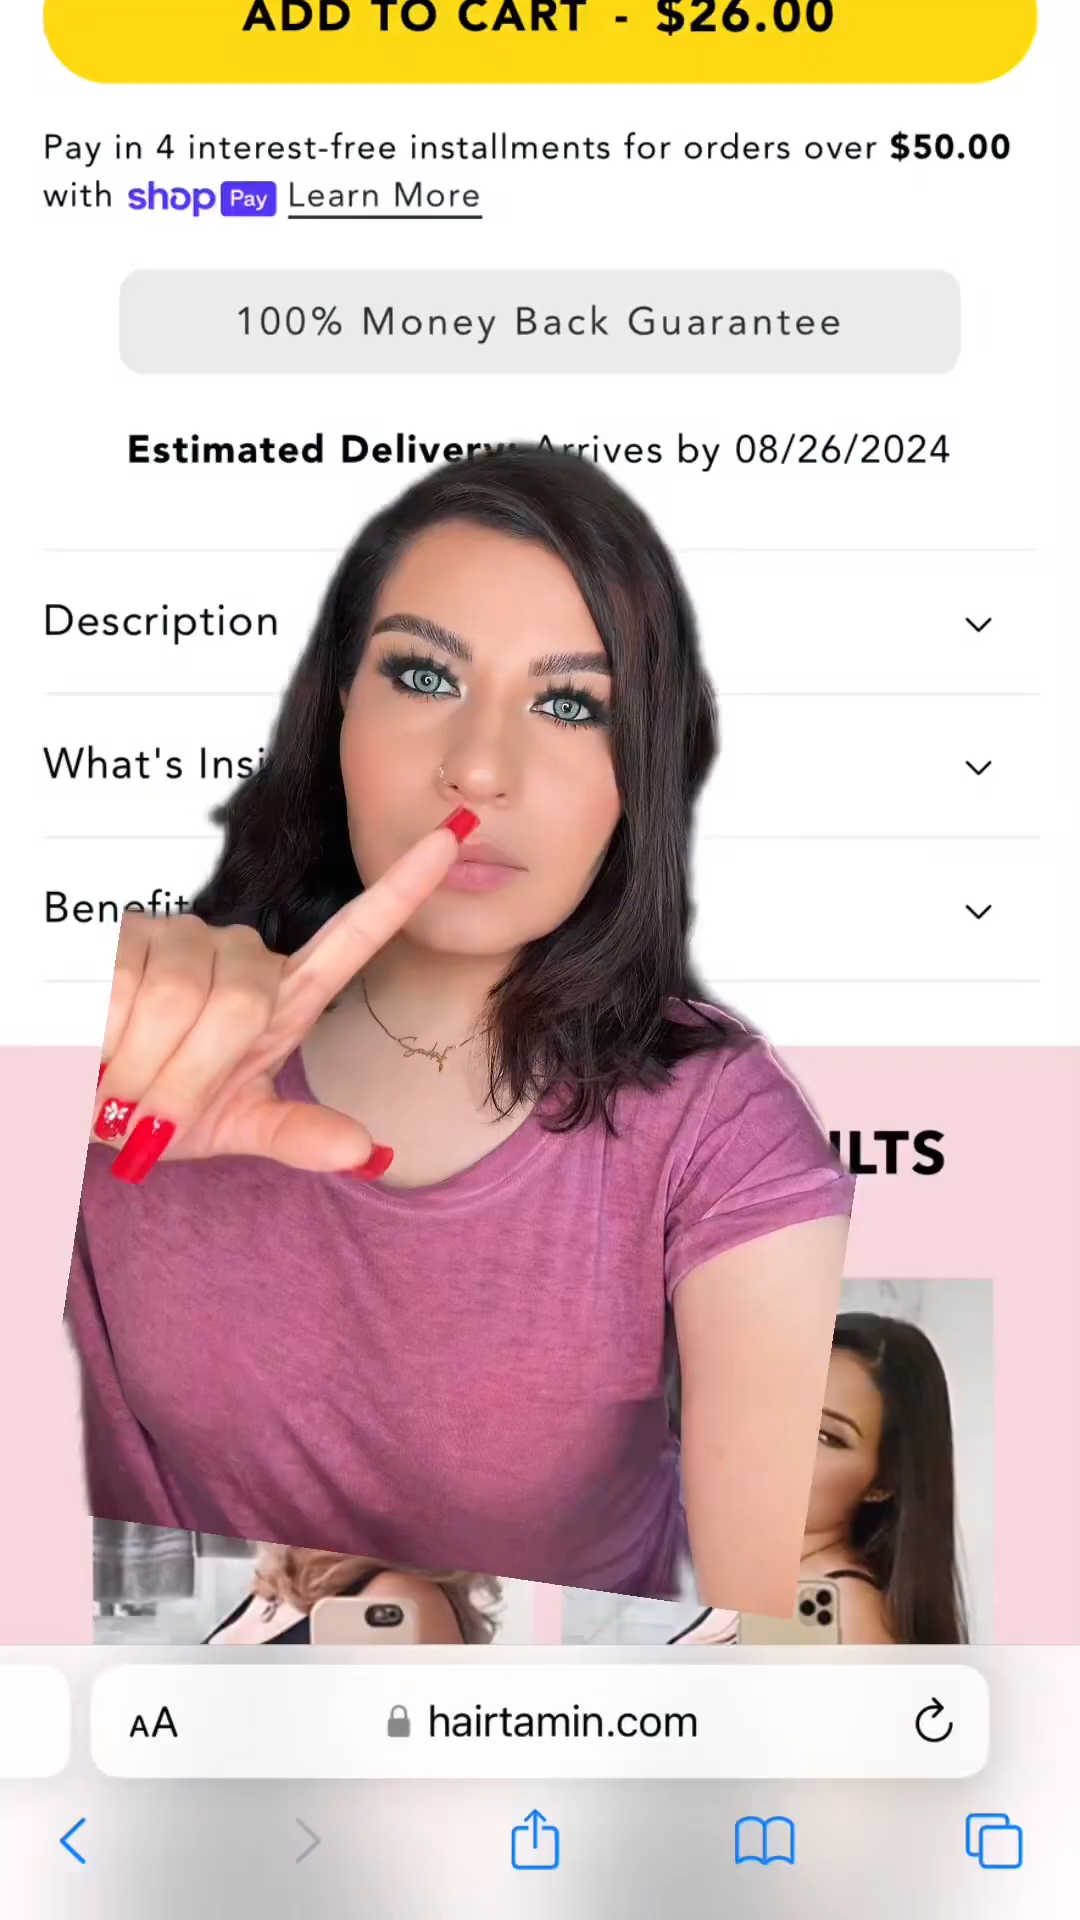 ADD TO CART - $26.00
Pay in 4 interest-free installments for orders over $50.00
with shop Pay Learn More
100% Money Back Guarantee
Estimated Delivery: Arrives by 08/26/2024
Description
What's Insi
Benefit
ILTS
AA hairtamin.com